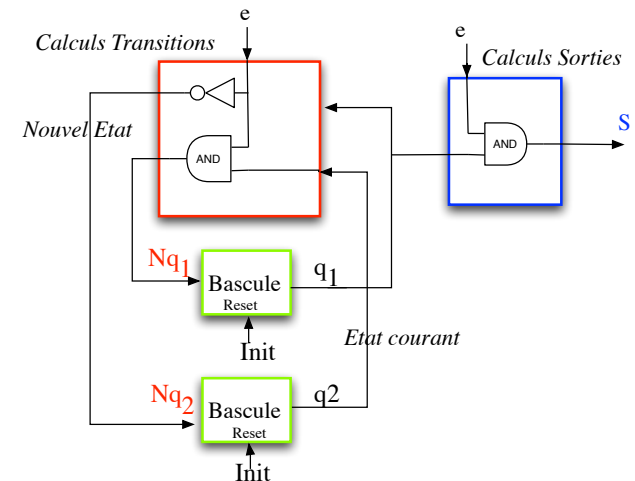 e
Calculs Transitions
e
Calculs Sorties
Nouvel Etat
AND
AND
S
Nq1
Bascule
Reset
q1
Init
Etat courant
Nq2
Bascule
Reset
q2
Init